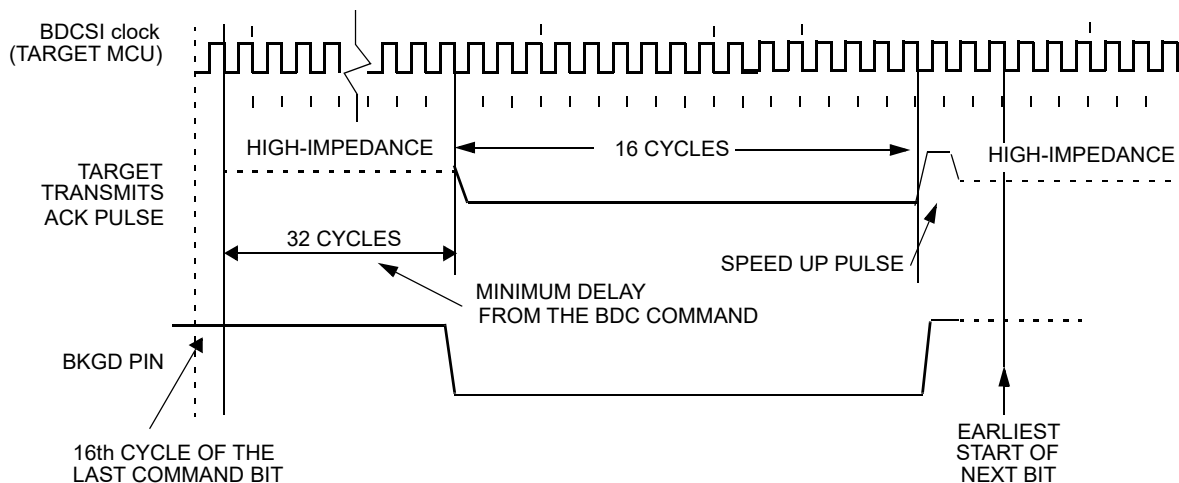 BDCSI clock
(TARGET MCU)
HIGH-IMPEDANCE
16 CYCLES
HIGH-IMPEDANCE
TARGET
TRANSMITS
ACK PULSE
32 CYCLES
SPEED UP PULSE
MINIMUM DELAY
FROM THE BDC COMMAND
BKGD PIN
16th CYCLE OF THE
LAST COMMAND BIT
EARLIEST
START OF
NEXT BIT